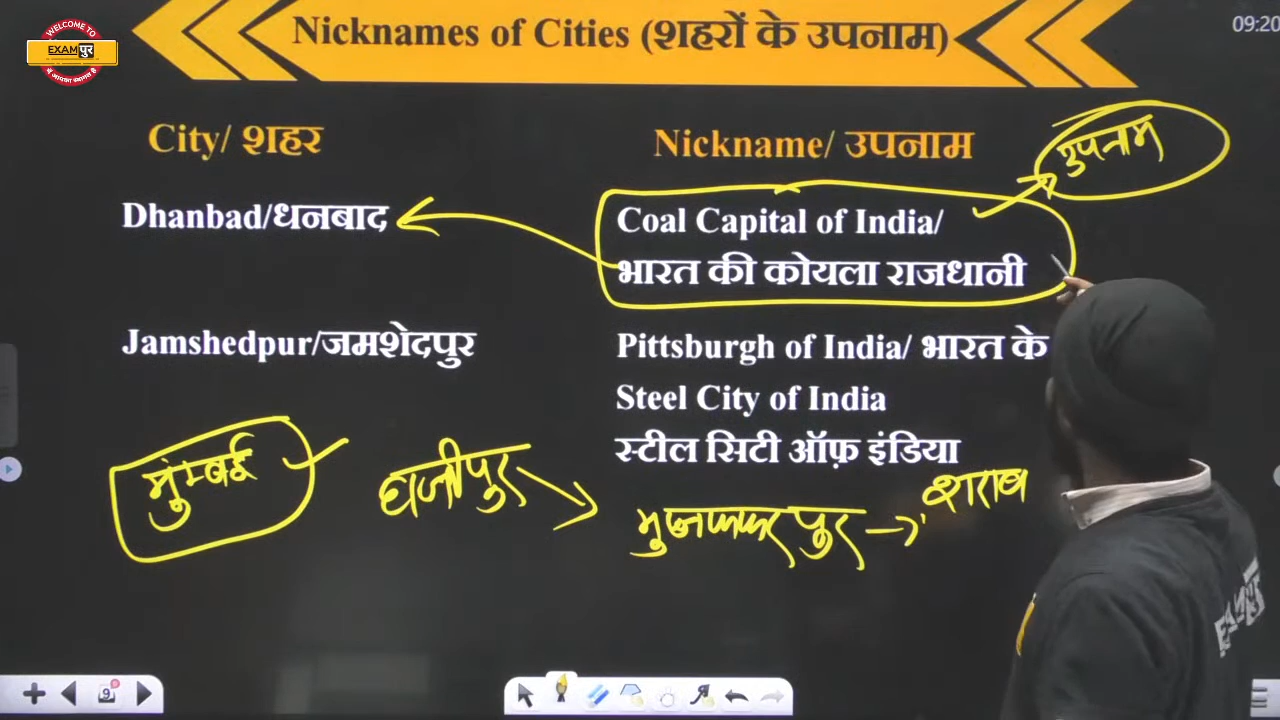 WELCOME TO
EXAMपुर
Nicknames of Cities (शहरों के उपनाम)
09:20
City/ शहर
Nickname/ उपनाम
उपनाम
Dhanbad/धनबाद
Coal Capital of India/
भारत की कोयला राजधानी
Jamshedpur/जमशेदपुर
Pittsburgh of India/ भारत के
Steel City of India
स्टील सिटी ऑफ़ इंडिया
मुम्बई
शराब
9